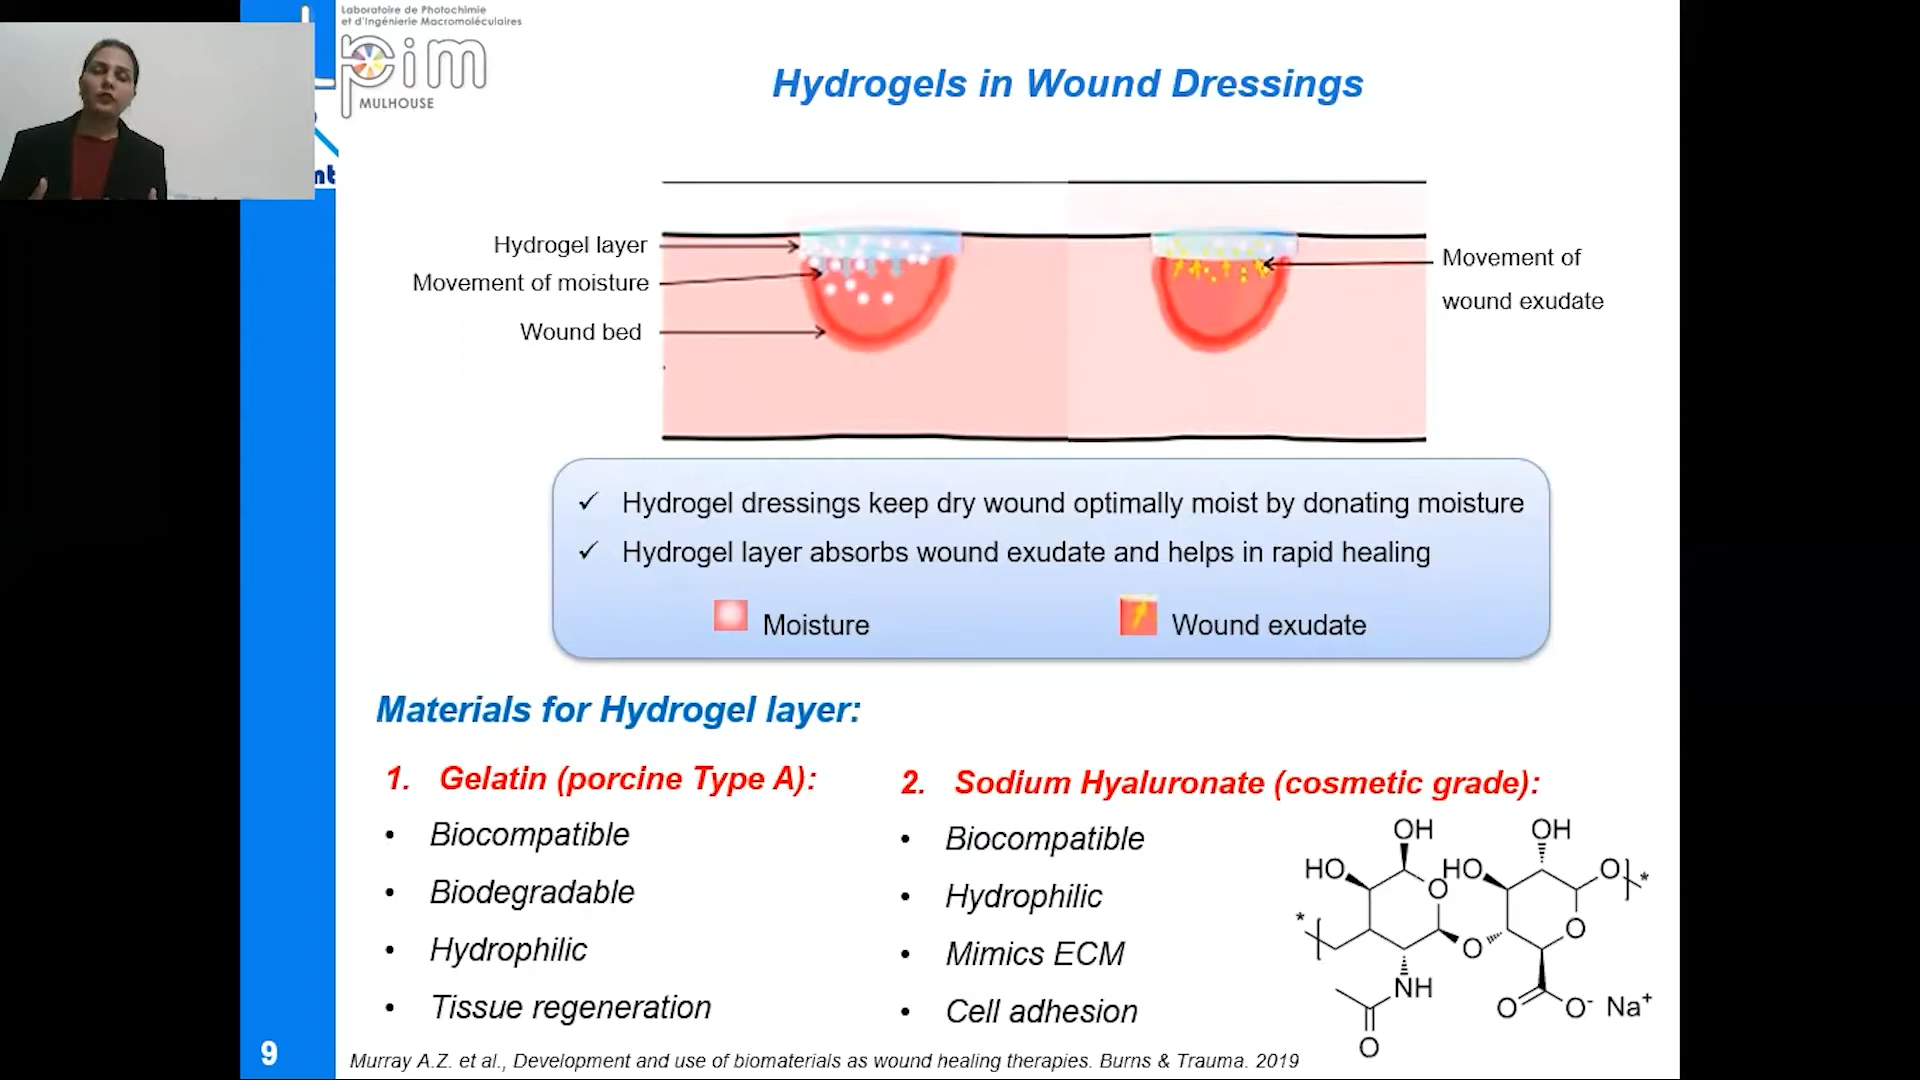 Laboratoire de Photochimie
et d'Ingénierie Macromoléculaires
pim
MULHOUSE
nt
Hydrogels in Wound Dressings
Hydrogel layer
Movement of moisture
Wound bed
Movement of
wound exudate
✓ Hydrogel dressings keep dry wound optimally moist by donating moisture
✓ Hydrogel layer absorbs wound exudate and helps in rapid healing
Moisture
Wound exudate
Materials for Hydrogel layer:
1. Gelatin (porcine Type A):
• Biocompatible
• Biodegradable
• Hydrophilic
• Tissue regeneration
2. Sodium Hyaluronate (cosmetic grade):
• Biocompatible
• Hydrophilic
• Mimics ECM
• Cell adhesion
OH OH
HO O HO O * 
* O O
NH
O O⁻ Na⁺
O
9
Murray A.Z. et al., Development and use of biomaterials as wound healing therapies. Burns & Trauma. 2019